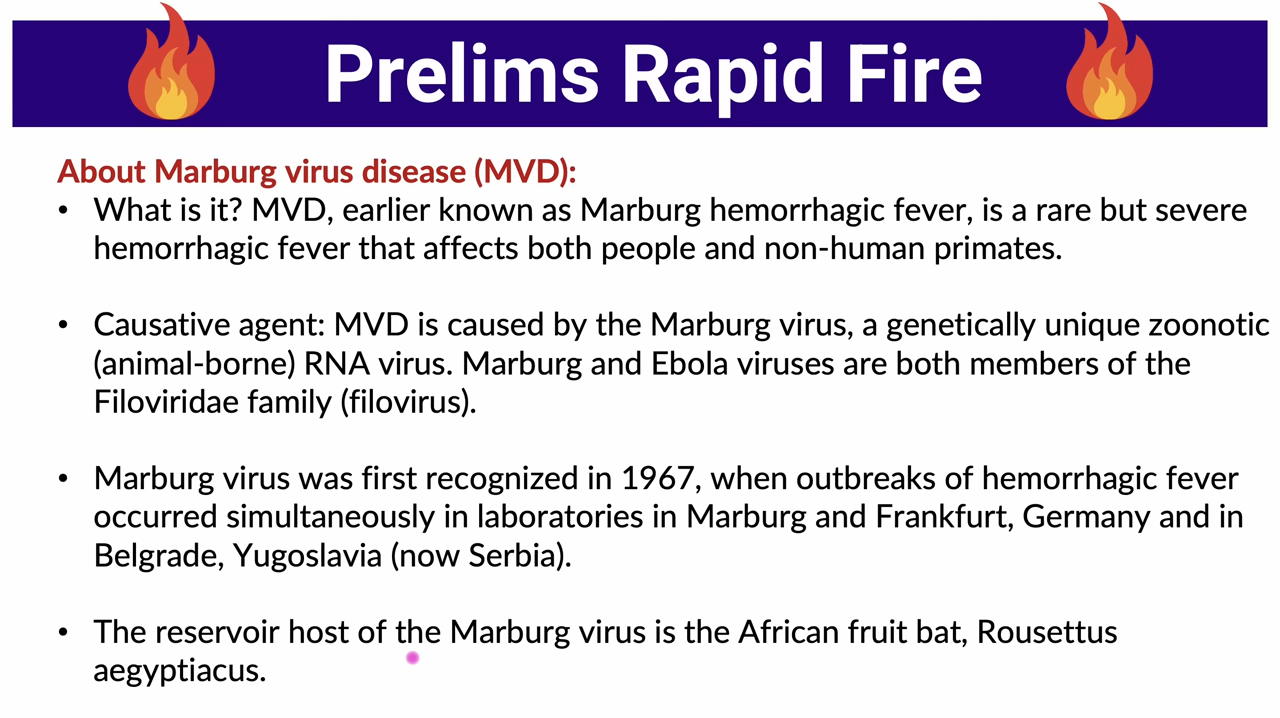 Prelims Rapid Fire
About Marburg virus disease (MVD):
• What is it? MVD, earlier known as Marburg hemorrhagic fever, is a rare but severe
hemorrhagic fever that affects both people and non-human primates.
• Causative agent: MVD is caused by the Marburg virus, a genetically unique zoonotic
(animal-borne) RNA virus. Marburg and Ebola viruses are both members of the
Filoviridae family (filovirus).
• Marburg virus was first recognized in 1967, when outbreaks of hemorrhagic fever
occurred simultaneously in laboratories in Marburg and Frankfurt, Germany and in
Belgrade, Yugoslavia (now Serbia).
• The reservoir host of the Marburg virus is the African fruit bat, Rousettus
aegyptiacus.